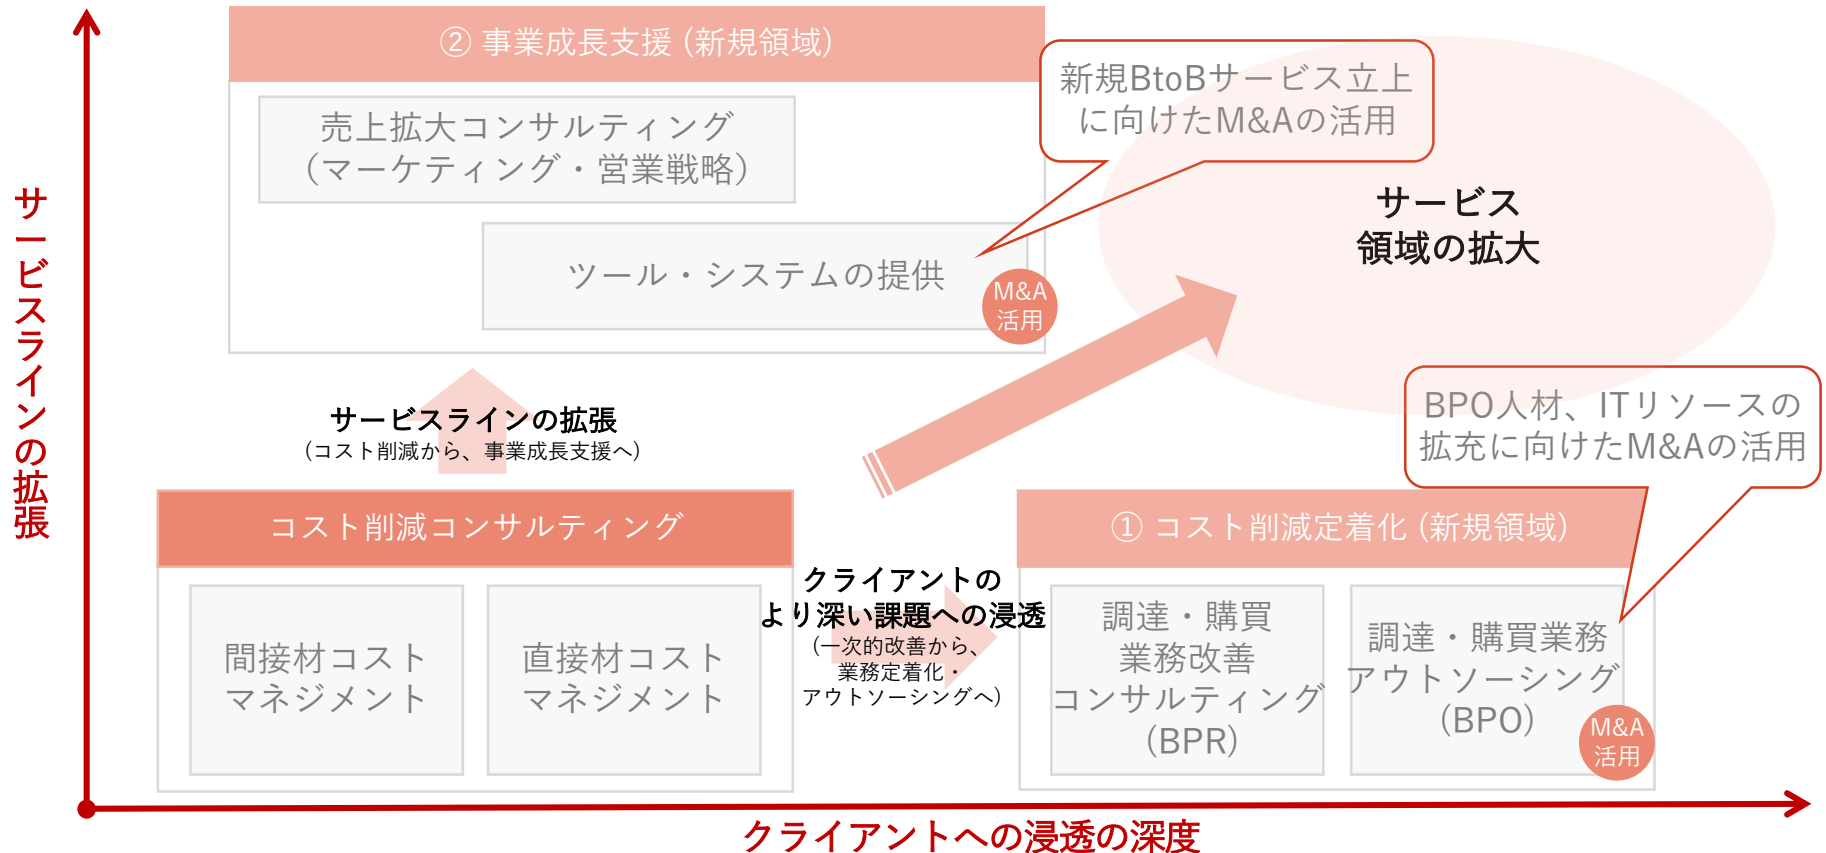 サービスラインの拡張
② 事業成長支援 (新規領域)
売上拡大コンサルティング
(マーケティング・営業戦略)
ツール・システムの提供
M&A
活用
新規BtoBサービス立上
に向けたM&Aの活用
サービス
領域の拡大
サービスラインの拡張
(コスト削減から、事業成長支援へ)
コスト削減コンサルティング
間接材コスト
マネジメント
直接材コスト
マネジメント
クライアントの
より深い課題への浸透
(一次的改善から、
業務定着化・
アウトソーシングへ)
BPO人材、ITリソースの
拡充に向けたM&Aの活用
① コスト削減定着化 (新規領域)
調達・購買
業務改善
コンサルティング
(BPR)
調達・購買業務
アウトソーシング
(BPO)
M&A
活用
クライアントへの浸透の深度